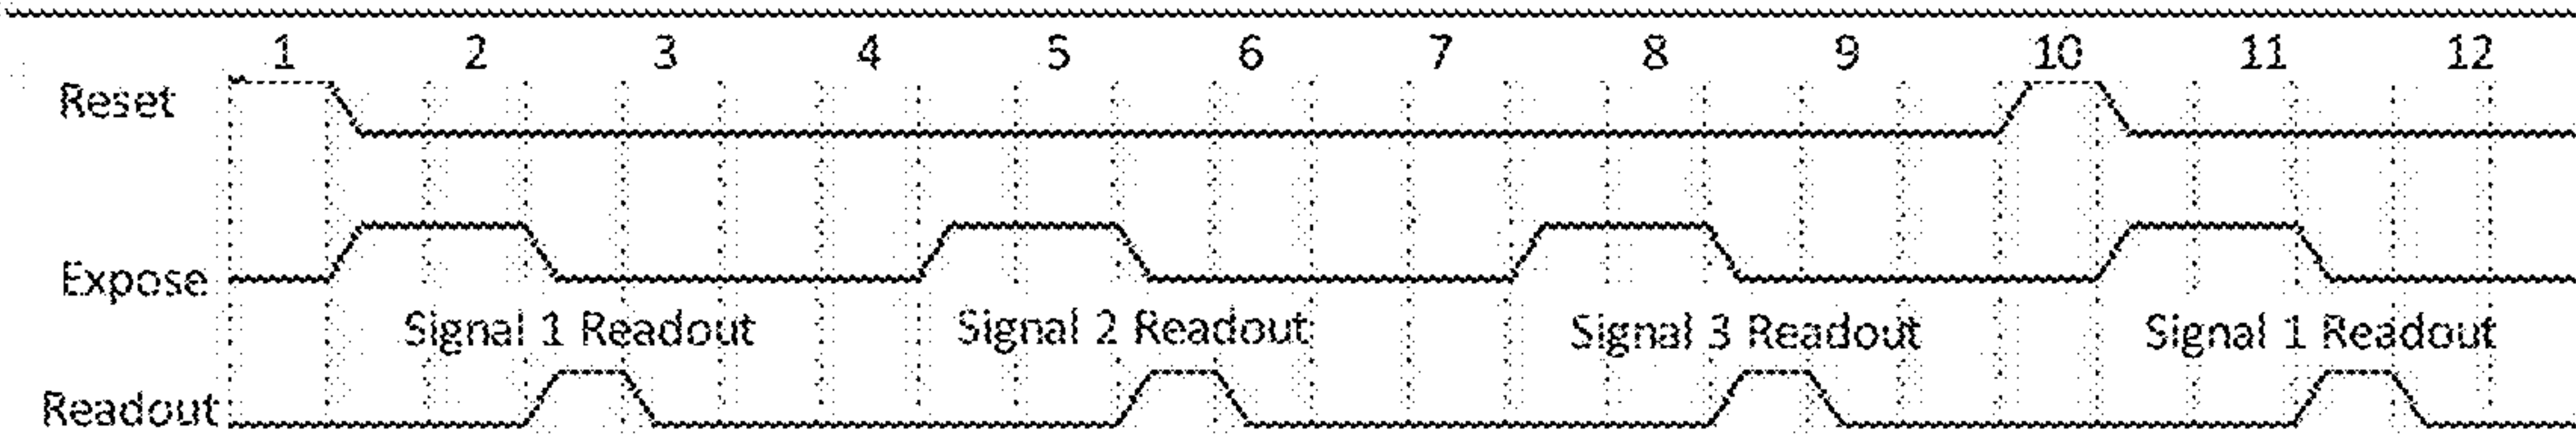 1 2 3 4 5 6 7 8 9 10 11 12
Reset
Expose
Signal 1 Readout Signal 2 Readout Signal 3 Readout Signal 1 Readout
Readout